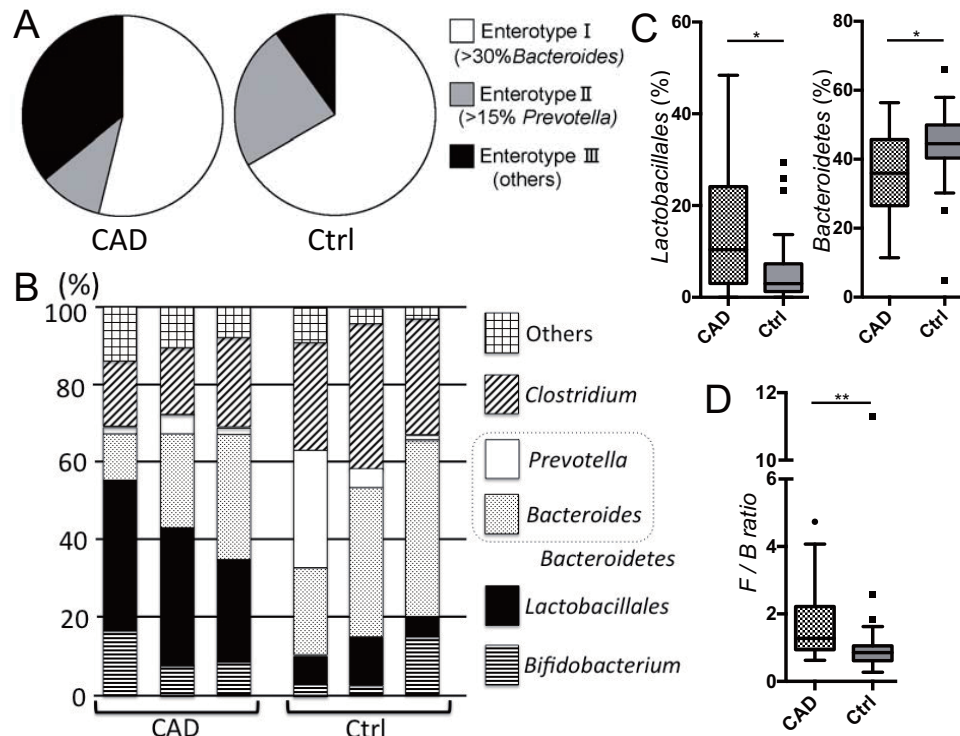 A
CAD
Ctrl
Enterotype Ⅰ
(>30%Bacteroides)
Enterotype Ⅱ
(>15% Prevotella)
Enterotype Ⅲ
(others)
B
(%)
100
80
60
40
20
0
CAD
Ctrl
Others
Clostridium
Prevotella
Bacteroides
Bacteroidetes
Lactobacillales
Bifidobacterium
C
Lactobacillales (%)
60
40
20
0
*
CAD
Ctrl
Bacteroidetes (%)
80
60
40
20
0
*
CAD
Ctrl
D
F / B ratio
12
10
6
4
2
0
**
CAD
Ctrl